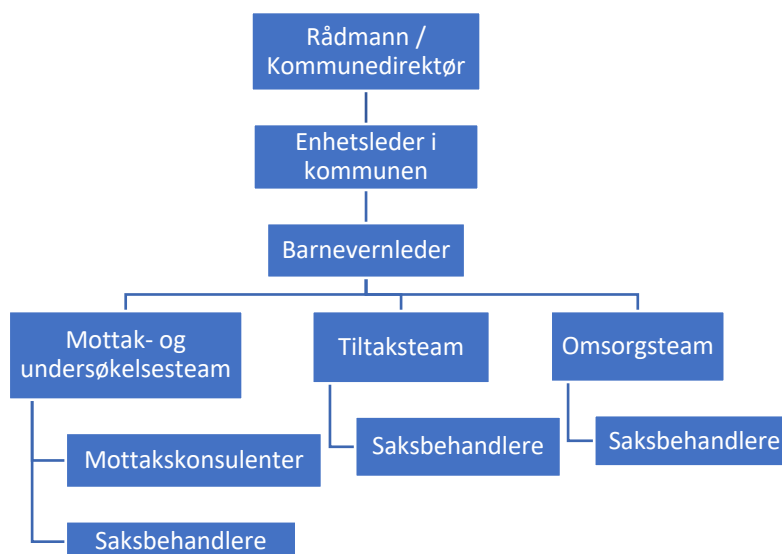 Rådmann /
Kommunedirektør
Enhetsleder i
kommunen
Barnevernleder
Mottak- og
undersøkelsesteam
Tiltaksteam
Omsorgsteam
Mottakskonsulenter
Saksbehandlere
Saksbehandlere
Saksbehandlere